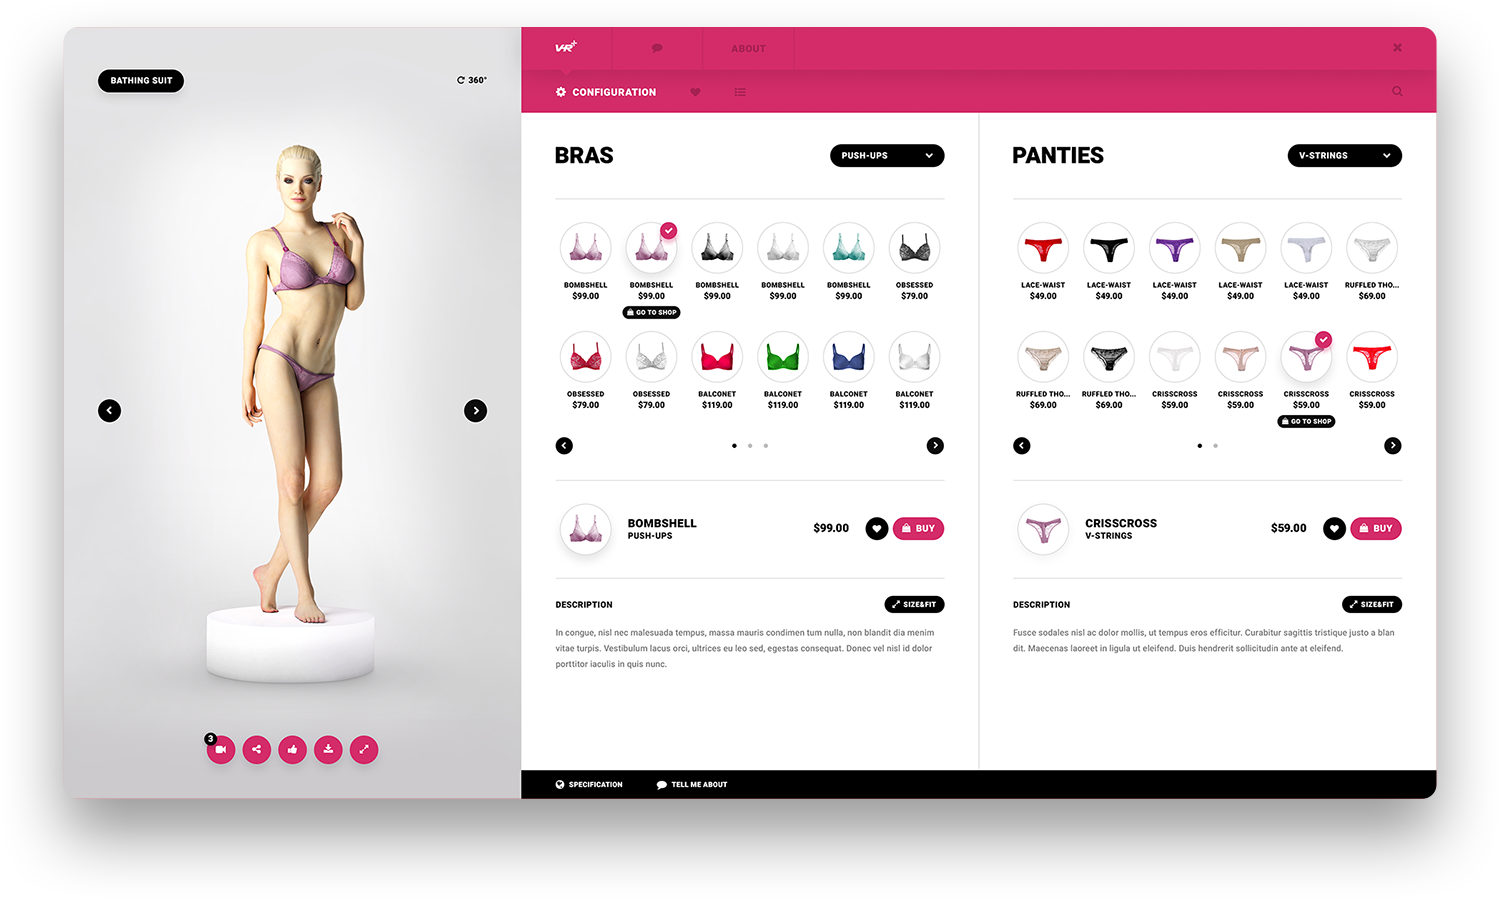 BATHING SUIT
360°
V-R+
ABOUT
CONFIGURATION
BRAS
PUSH-UPS
BOMBSHELL
$99.00
BOMBSHELL
$99.00
GO TO SHOP
BOMBSHELL
$99.00
BOMBSHELL
$99.00
BOMBSHELL
$99.00
OBSESSED
$79.00
OBSESSED
$79.00
OBSESSED
$79.00
BALCONET
$119.00
BALCONET
$119.00
BALCONET
$119.00
BALCONET
$119.00
BOMBSHELL
PUSH-UPS
$99.00
BUY
DESCRIPTION
SIZE&FIT
In congue, nisl nec malesuada tempus, massa mauris condimen tum nulla, non blandit dia menim
vitae turpis. Vestibulum lacus orci, ultrices eu leo sed, egestas consequat. Donec vel nisl id dolor
porttitor iaculis in quis nunc.
PANTIES
V-STRINGS
LACE-WAIST
$49.00
LACE-WAIST
$49.00
LACE-WAIST
$49.00
LACE-WAIST
$49.00
LACE-WAIST
$49.00
RUFFLED THO...
$69.00
RUFFLED THO...
$69.00
RUFFLED THO...
$69.00
CRISSCROSS
$59.00
CRISSCROSS
$59.00
CRISSCROSS
$59.00
GO TO SHOP
CRISSCROSS
$59.00
CRISSCROSS
V-STRINGS
$59.00
BUY
DESCRIPTION
SIZE&FIT
Fusce sodales nisl ac dolor mollis, ut tempus eros efficitur. Curabitur sagittis tristique justo a blan
dit. Maecenas laoreet in ligula ut eleifend. Duis hendrerit sollicitudin ante at eleifend.
3
SPECIFICATION
TELL ME ABOUT